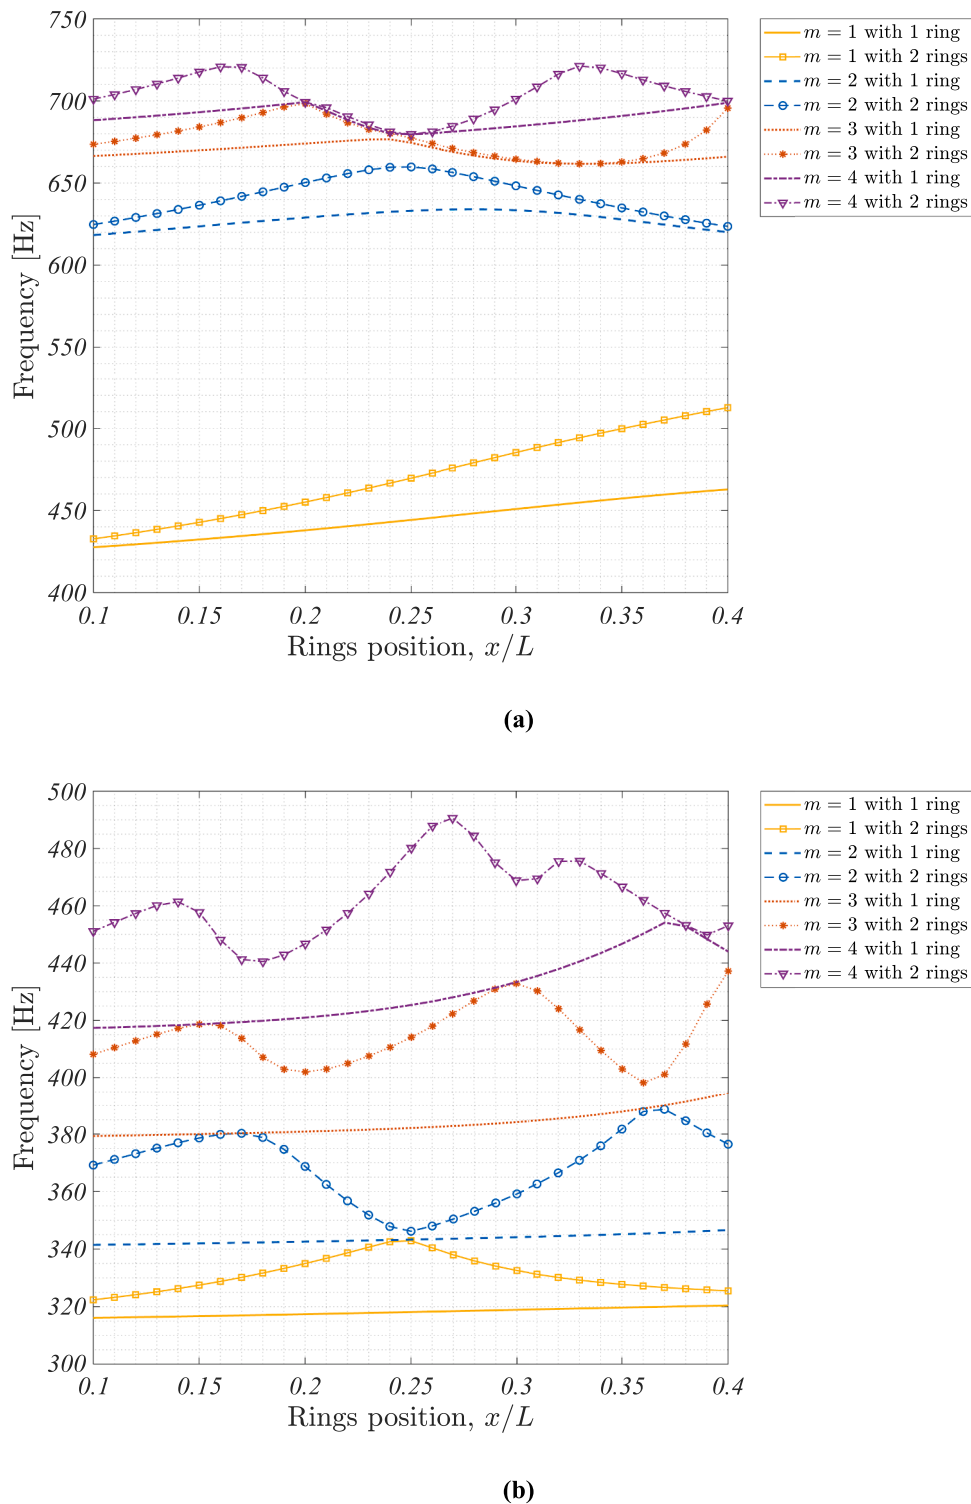 750
700
650
600
550
500
450
400
Frequency [Hz]
0.1 0.15 0.2 0.25 0.3 0.35 0.4
Rings position, x/L
m = 1 with 1 ring
m = 1 with 2 rings
m = 2 with 1 ring
m = 2 with 2 rings
m = 3 with 1 ring
m = 3 with 2 rings
m = 4 with 1 ring
m = 4 with 2 rings
(a)
500
480
460
440
420
400
380
360
340
320
300
Frequency [Hz]
0.1 0.15 0.2 0.25 0.3 0.35 0.4
Rings position, x/L
m = 1 with 1 ring
m = 1 with 2 rings
m = 2 with 1 ring
m = 2 with 2 rings
m = 3 with 1 ring
m = 3 with 2 rings
m = 4 with 1 ring
m = 4 with 2 rings
(b)